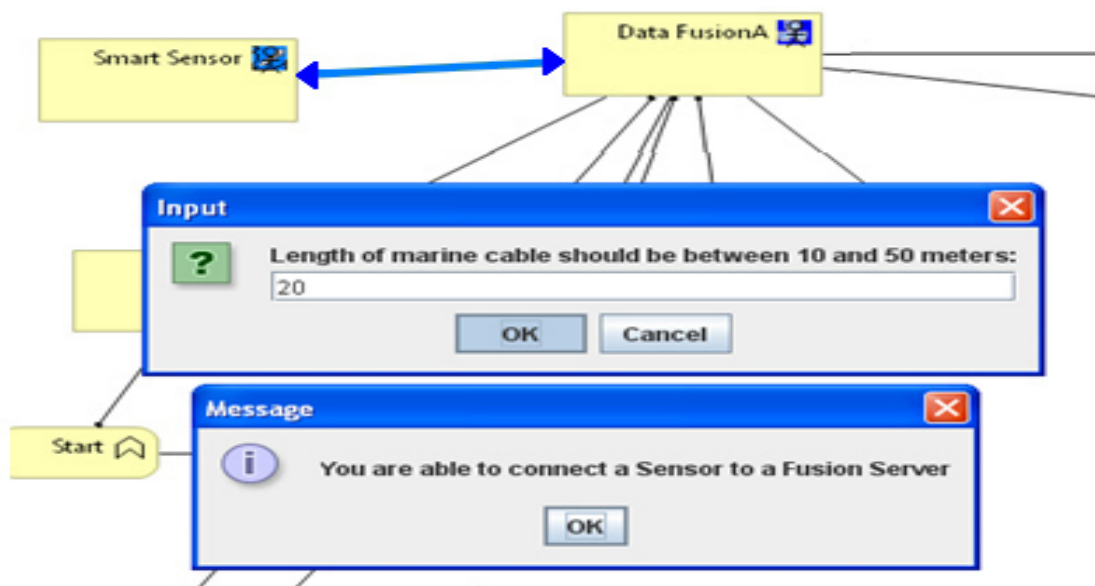 Smart Sensor
Data FusionA
Input
?
Length of marine cable should be between 10 and 50 meters:
20
OK
Cancel
Message
Start
i
You are able to connect a Sensor to a Fusion Server
OK